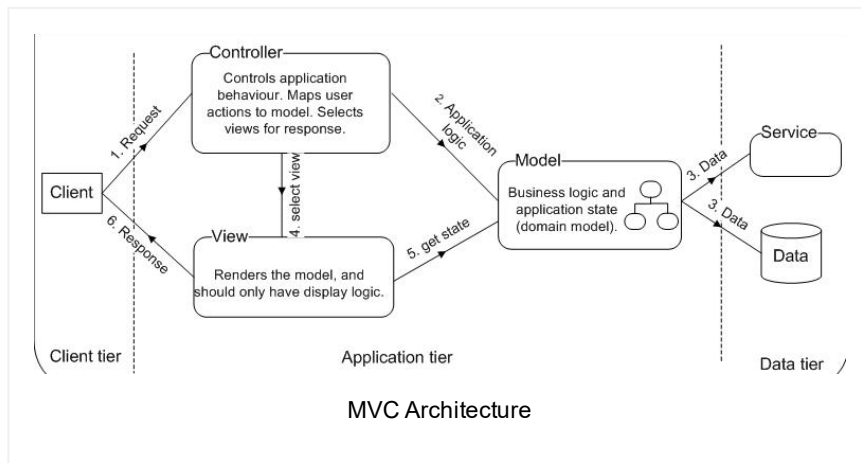 Controller
Controls application
behaviour. Maps user
actions to model. Selects
views for response.
1. Request
2. Application
logic
Client
Model
Business logic and
application state
(domain model).
3. Data
Service
3. Data
Data
4. select view
6. Response
View
Renders the model, and
should only have display logic.
5. get state
Client tier
Application tier
Data tier
MVC Architecture